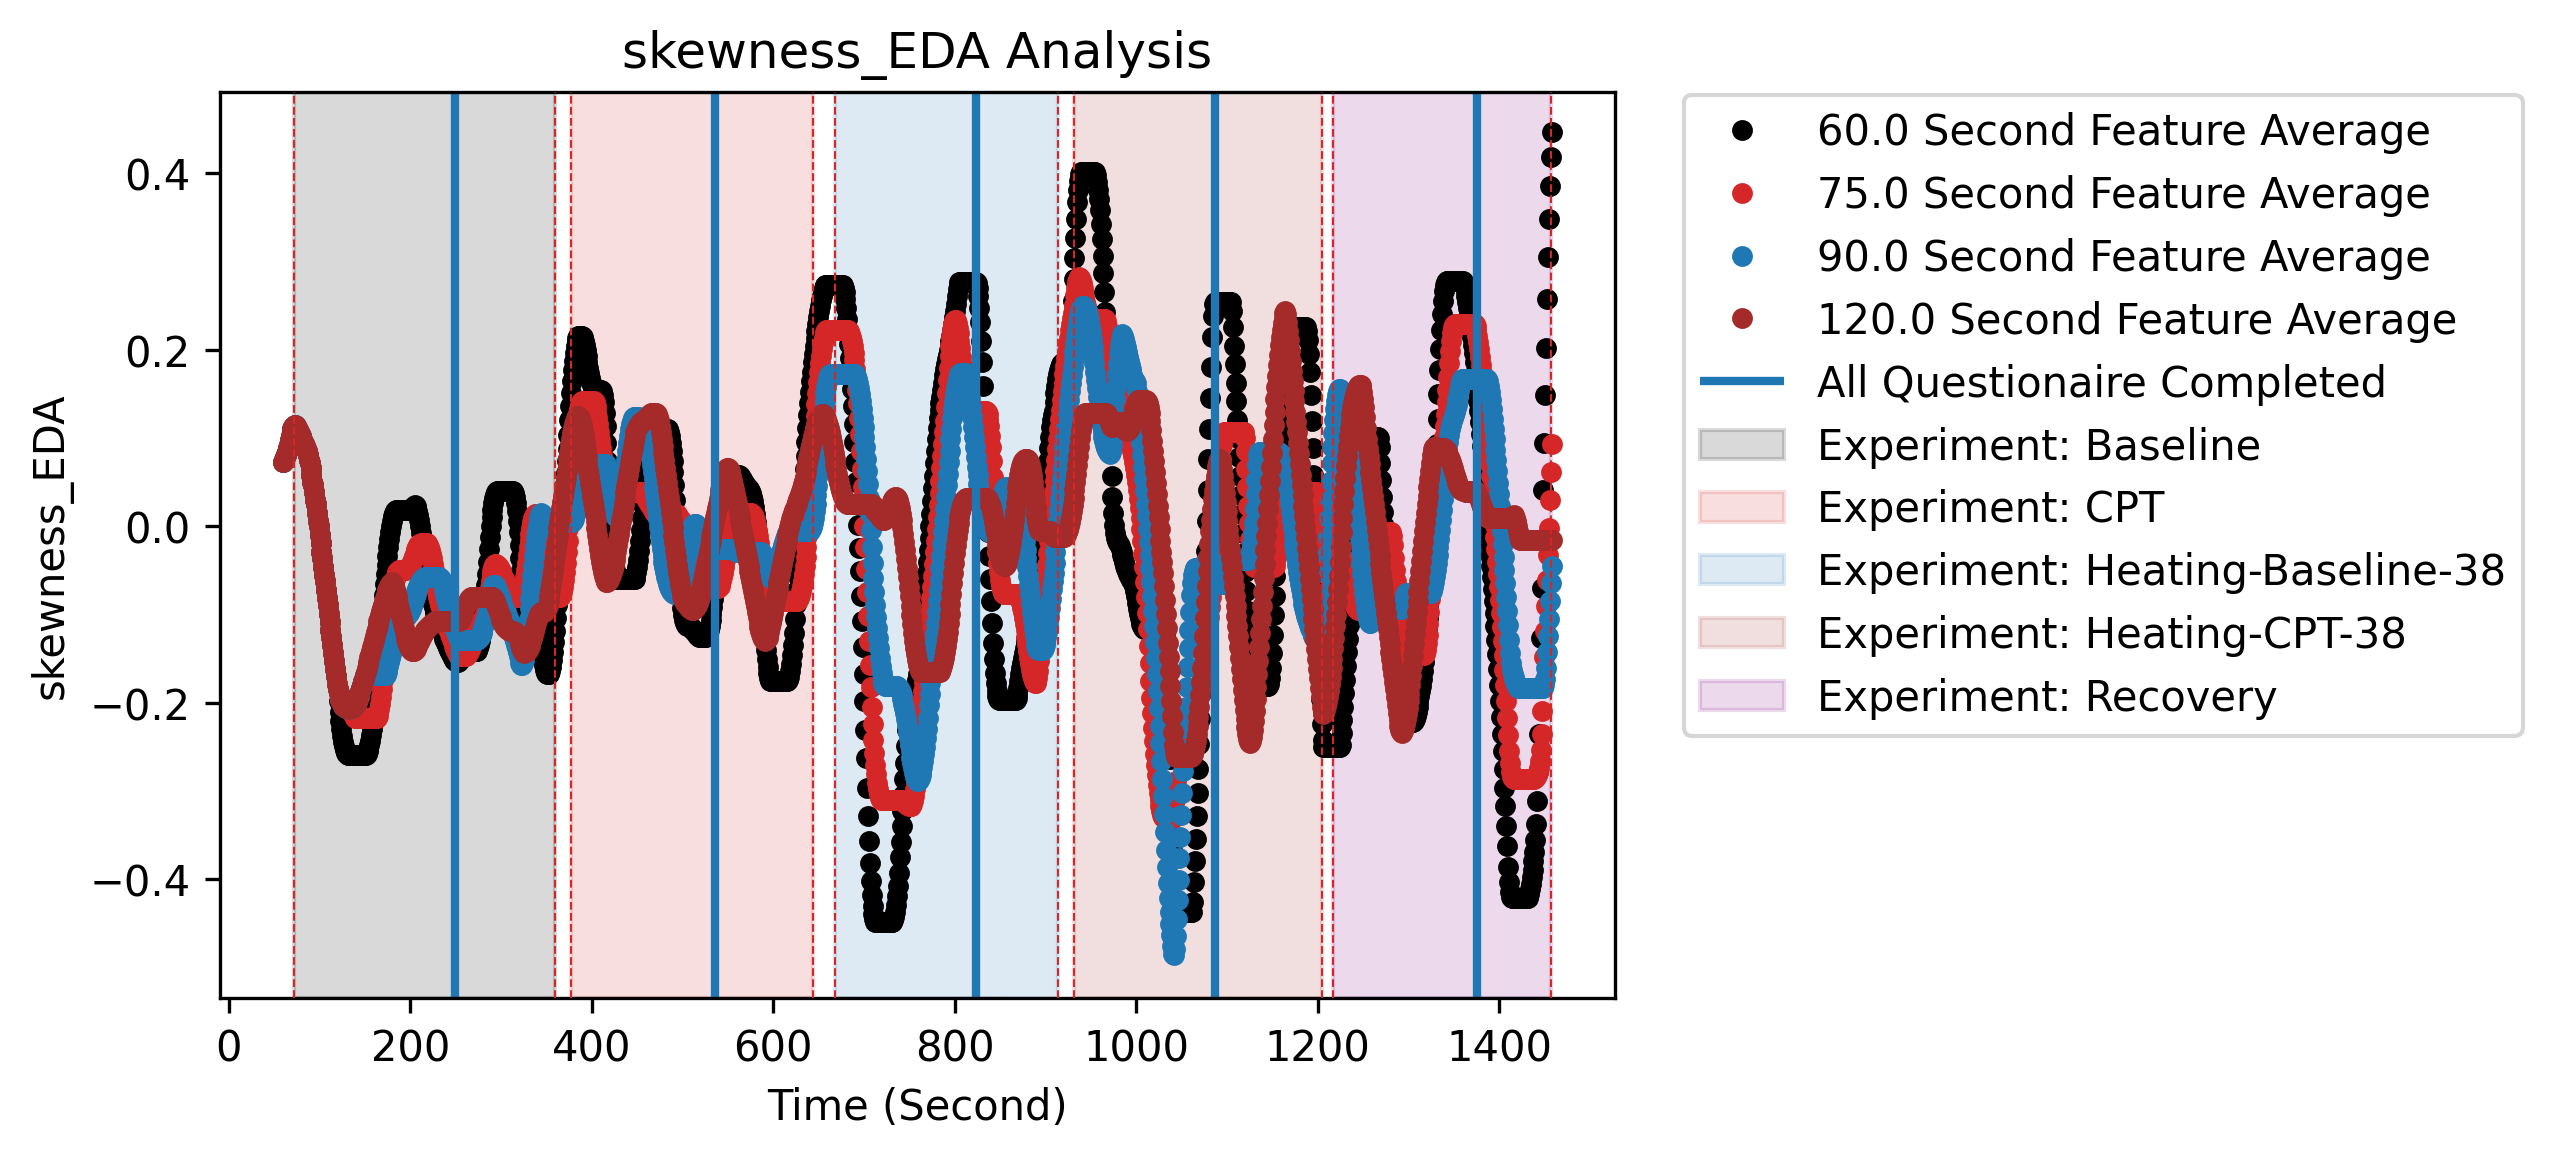 skewness_EDA Analysis
skewness_EDA
0.4
0.2
0.0
−0.2
−0.4
0
200
400
600
800
1000
1200
1400
Time (Second)
60.0 Second Feature Average
75.0 Second Feature Average
90.0 Second Feature Average
120.0 Second Feature Average
All Questionaire Completed
Experiment: Baseline
Experiment: CPT
Experiment: Heating-Baseline-38
Experiment: Heating-CPT-38
Experiment: Recovery